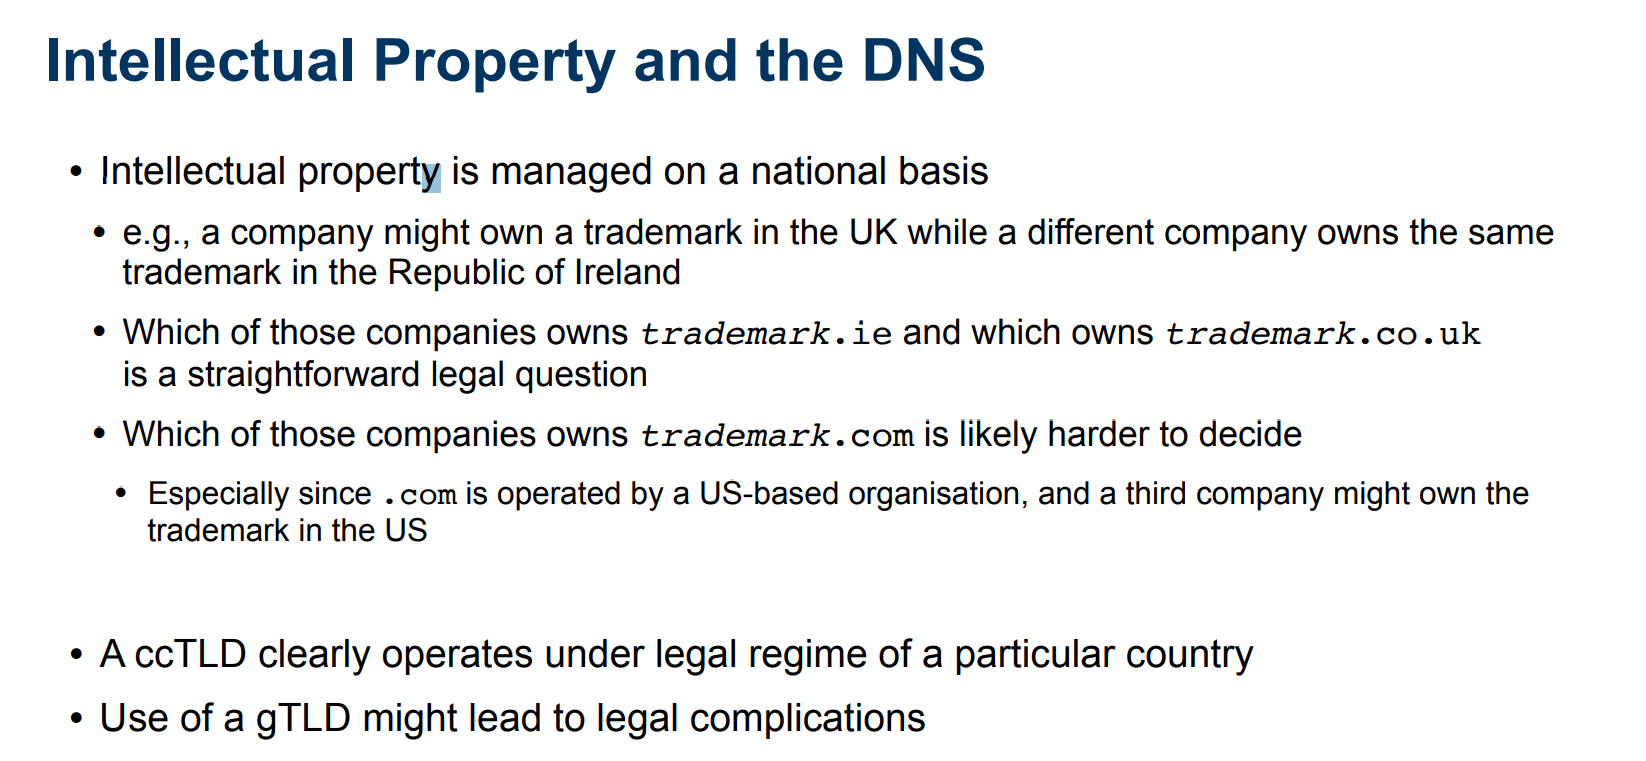 Intellectual Property and the DNS
• Intellectual property is managed on a national basis
• e.g., a company might own a trademark in the UK while a different company owns the same
trademark in the Republic of Ireland
• Which of those companies owns trademark.ie and which owns trademark.co.uk
is a straightforward legal question
• Which of those companies owns trademark.com is likely harder to decide
• Especially since .com is operated by a US-based organisation, and a third company might own the
trademark in the US
• A ccTLD clearly operates under legal regime of a particular country
• Use of a gTLD might lead to legal complications